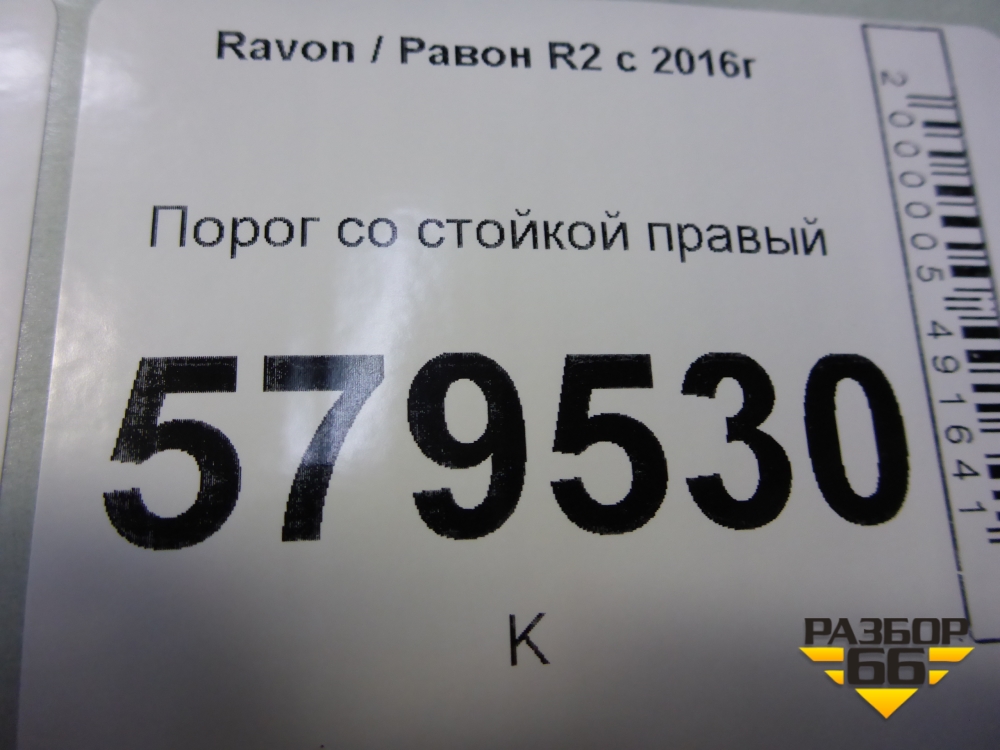 Ravon / Равон R2 с 2016г
Порог со стойкой правый
579530
К
2000005491641
РАЗБОР
66